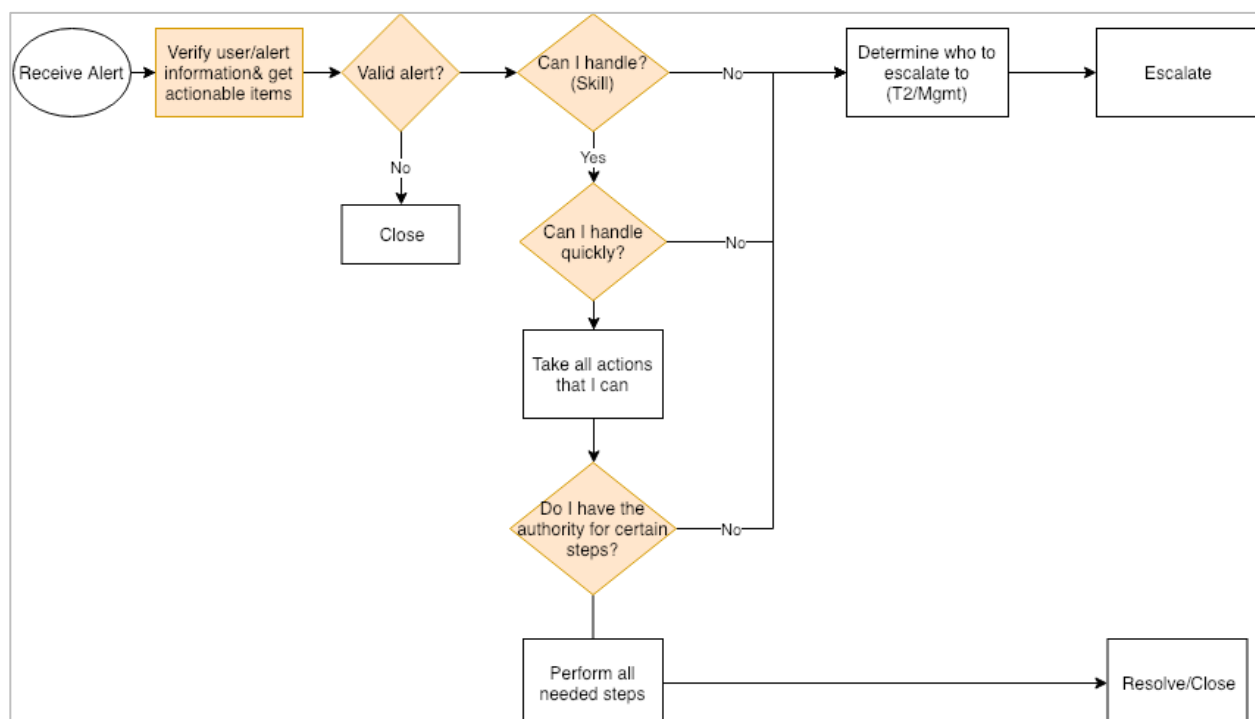 Receive Alert
Verify user/alert
information& get
actionable items
Valid alert?
Can I handle?
(Skill)
No
Determine who to
escalate to
(T2/Mgmt)
Escalate
No
Yes
Close
Can I handle
quickly?
No
Take all actions
that I can
Do I have the
authority for certain
steps?
No
Perform all
needed steps
Resolve/Close